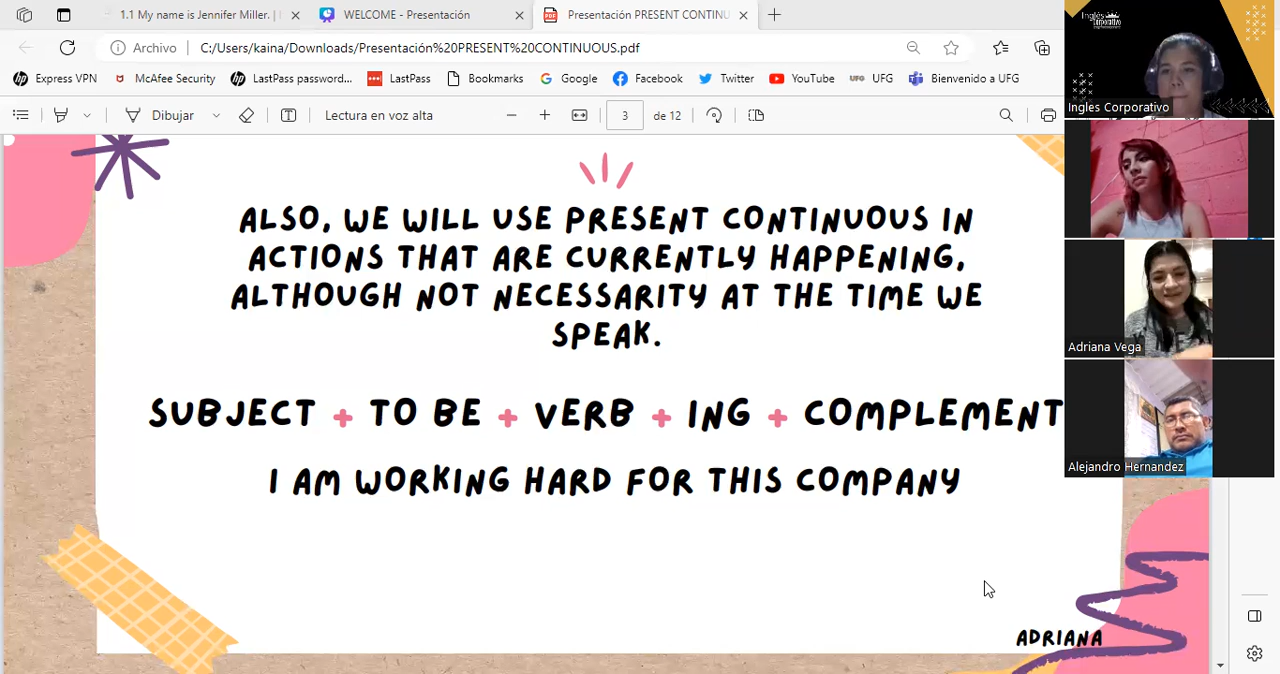 1.1 My name is Jennifer Miller. |
WELCOME - Presentación
Presentación PRESENT CONTINU
Archivo
C:/Users/kaina/Downloads/Presentación%20PRESENT%20CONTINUOUS.pdf
Express VPN
McAfee Security
LastPass password...
LastPass
Bookmarks
Google
Facebook
Twitter
YouTube
UFG
UFG
Bienvenido a UFG
Dibujar
Lectura en voz alta
3
de 12
ALSO, WE WILL USE PRESENT CONTINUOUS IN
ACTIONS THAT ARE CURRENTLY HAPPENING,
ALTHOUGH NOT NECESSARITY AT THE TIME WE
SPEAK.
SUBJECT + TO BE + VERB + ING + COMPLEMENT
I AM WORKING HARD FOR THIS COMPANY
ADRIANA
Inglés
Corporativo
Ingles Corporativo
Adriana Vega
Alejandro Hernandez